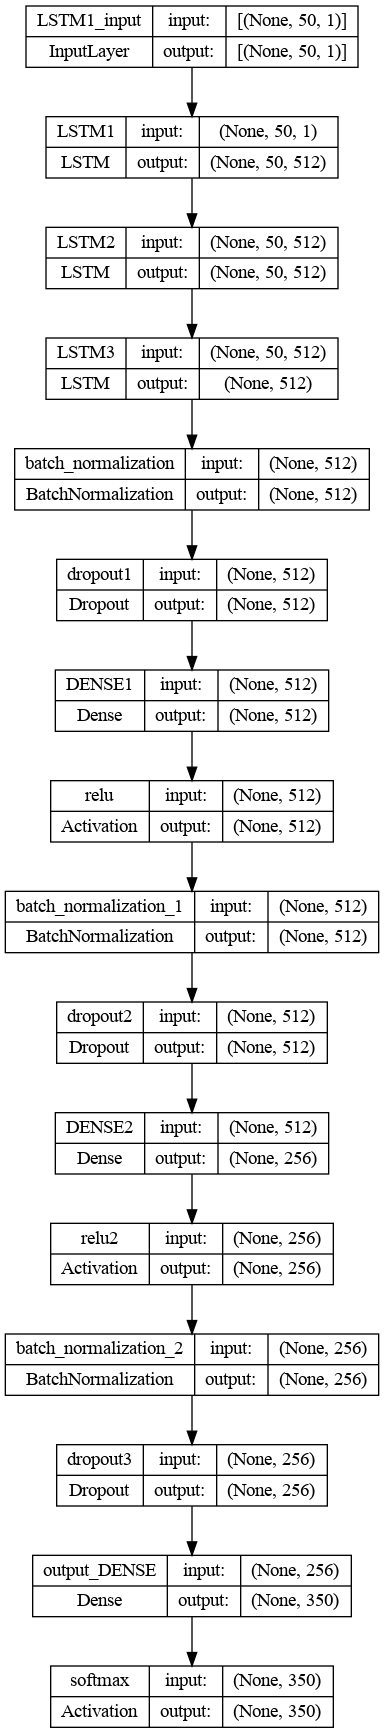 LSTM1_input input: [(None, 50, 1)]
InputLayer output: [(None, 50, 1)]
LSTM1 input: (None, 50, 1)
LSTM output: (None, 50, 512)
LSTM2 input: (None, 50, 512)
LSTM output: (None, 50, 512)
LSTM3 input: (None, 50, 512)
LSTM output: (None, 512)
batch_normalization input: (None, 512)
BatchNormalization output: (None, 512)
dropout1 input: (None, 512)
Dropout output: (None, 512)
DENSE1 input: (None, 512)
Dense output: (None, 512)
relu input: (None, 512)
Activation output: (None, 512)
batch_normalization_1 input: (None, 512)
BatchNormalization output: (None, 512)
dropout2 input: (None, 512)
Dropout output: (None, 512)
DENSE2 input: (None, 512)
Dense output: (None, 256)
relu2 input: (None, 256)
Activation output: (None, 256)
batch_normalization_2 input: (None, 256)
BatchNormalization output: (None, 256)
dropout3 input: (None, 256)
Dropout output: (None, 256)
output_DENSE input: (None, 256)
Dense output: (None, 350)
softmax input: (None, 350)
Activation output: (None, 350)